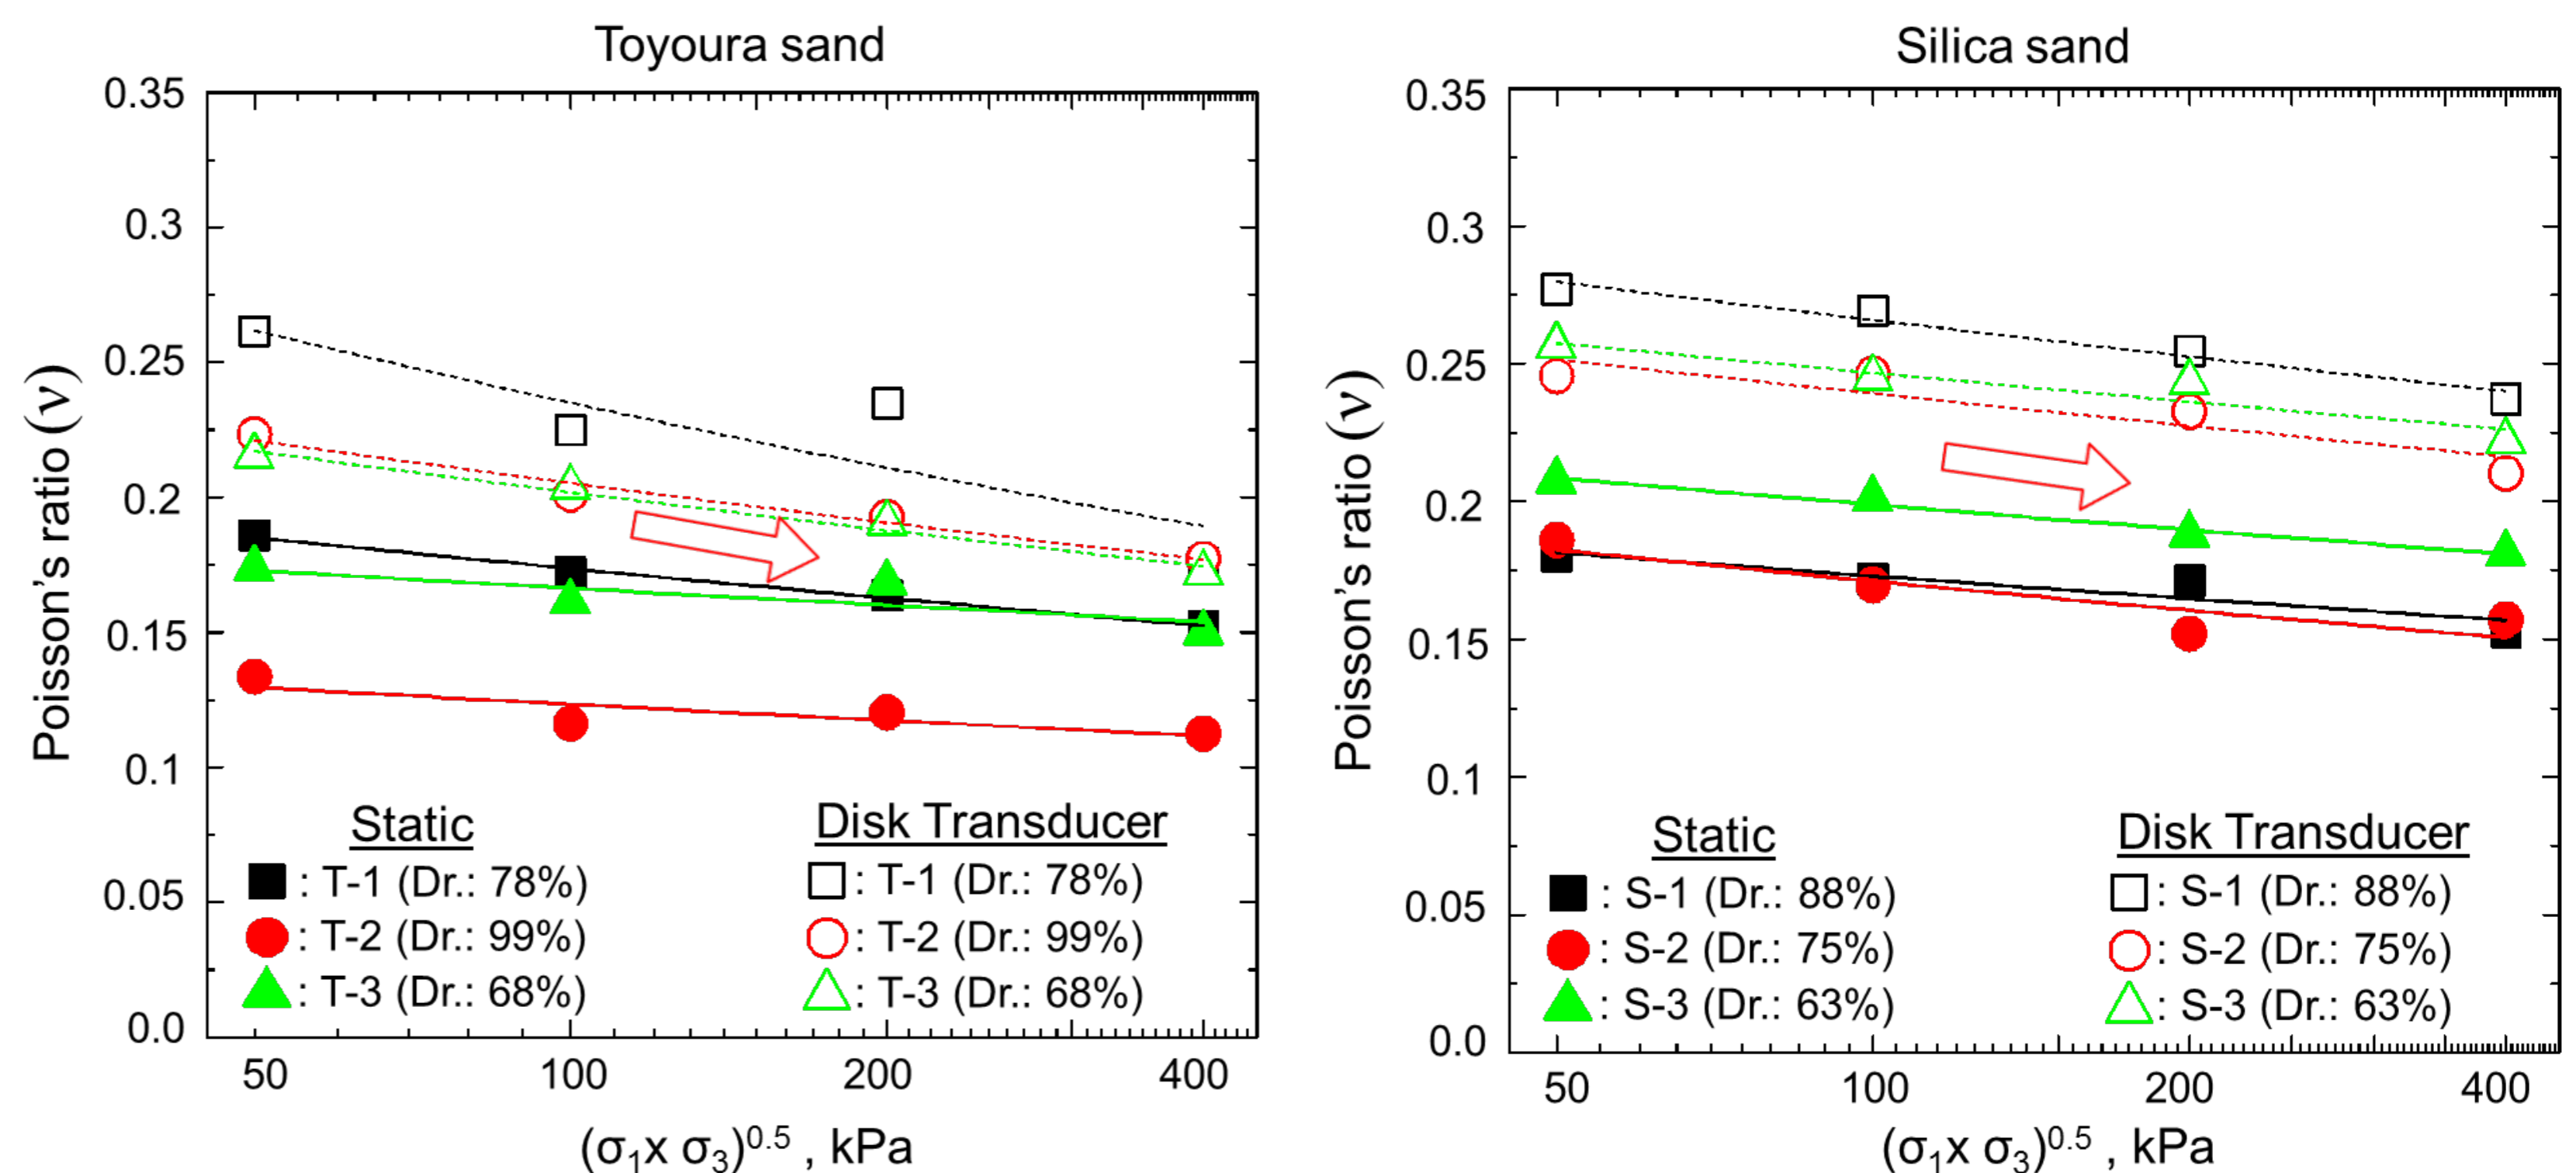 Toyoura sand
0.35
0.3
0.25
0.2
0.15
0.1
0.05
0.0
Poisson's ratio (ν)
Static
: T-1 (Dr.: 78%)
: T-2 (Dr.: 99%)
: T-3 (Dr.: 68%)
Disk Transducer
: T-1 (Dr.: 78%)
: T-2 (Dr.: 99%)
: T-3 (Dr.: 68%)
50 100 200 400
(σ₁x σ₃)⁰·⁵ , kPa
Silica sand
0.35
0.3
0.25
0.2
0.15
0.1
0.05
0.0
Poisson's ratio (ν)
Static
: S-1 (Dr.: 88%)
: S-2 (Dr.: 75%)
: S-3 (Dr.: 63%)
Disk Transducer
: S-1 (Dr.: 88%)
: S-2 (Dr.: 75%)
: S-3 (Dr.: 63%)
50 100 200 400
(σ₁x σ₃)⁰·⁵ , kPa